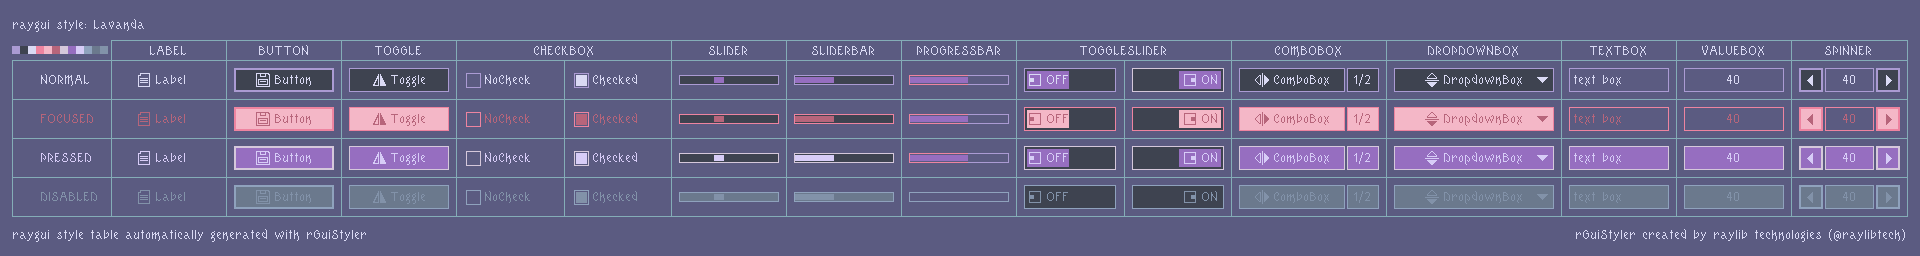 raygui style: Lavanda
LABEL BUTTON TOGGLE CHECKBOX SLIDER SLIDERBAR PROGRESSBAR TOGGLESLIDER COMBOBOX DROPDOWNBOX TEXTBOX VALUEBOX SPINNER
NORMAL Label Button Toggle NoCheck Checked OFF ON ComboBox 1/2 DropdownBox text box 40 40
FOCUSED Label Button Toggle NoCheck Checked OFF ON ComboBox 1/2 DropdownBox text box 40 40
PRESSED Label Button Toggle NoCheck Checked OFF ON ComboBox 1/2 DropdownBox text box 40 40
DISABLED Label Button Toggle NoCheck Checked OFF ON ComboBox 1/2 DropdownBox text box 40 40
raygui style table automatically generated with rGuiStyler rGuiStyler created by raylib technologies (@raylibtech)